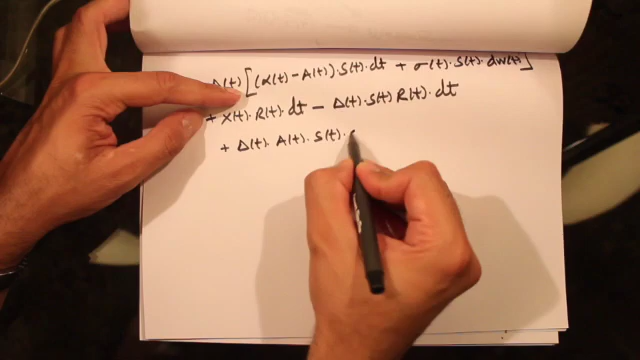 Δ(t) [(α(t) - A(t)) · S(t) · dt + σ(t) · S(t) · dw(t)]
+ X(t) · R(t) · dt - Δ(t) · S(t) R(t) · dt
+ Δ(t) · A(t) · S(t) ·